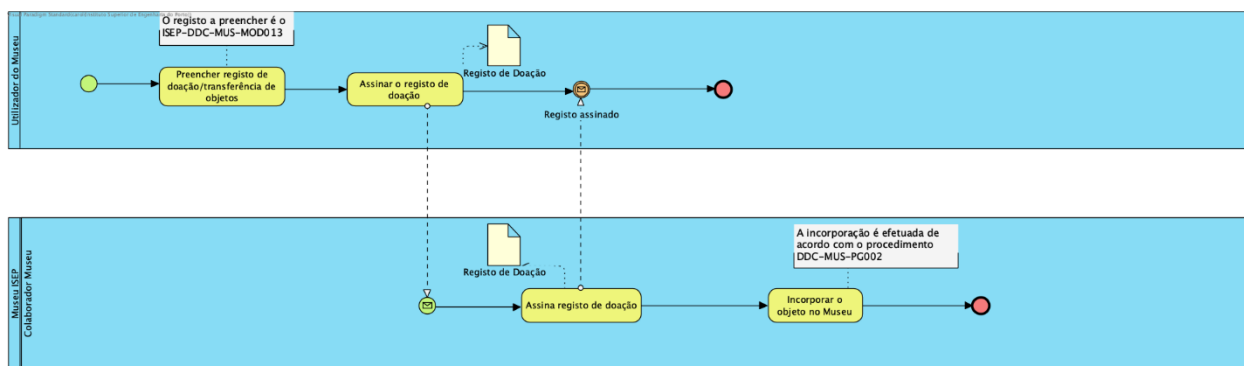 O registo a preencher é o
ISEP-DDC-MUS-MOD013
Utilizador do Museu
Preencher registo de
doação/transferência de
objetos
Assinar o registo de
doação
Registo de Doação
Registo assinado
Museu ISEP
Colaborador Museu
Registo de Doação
Assina registo de doação
A incorporação é efetuada de
acordo com o procedimento
DDC-MUS-PG002
Incorporar o
objeto no Museu